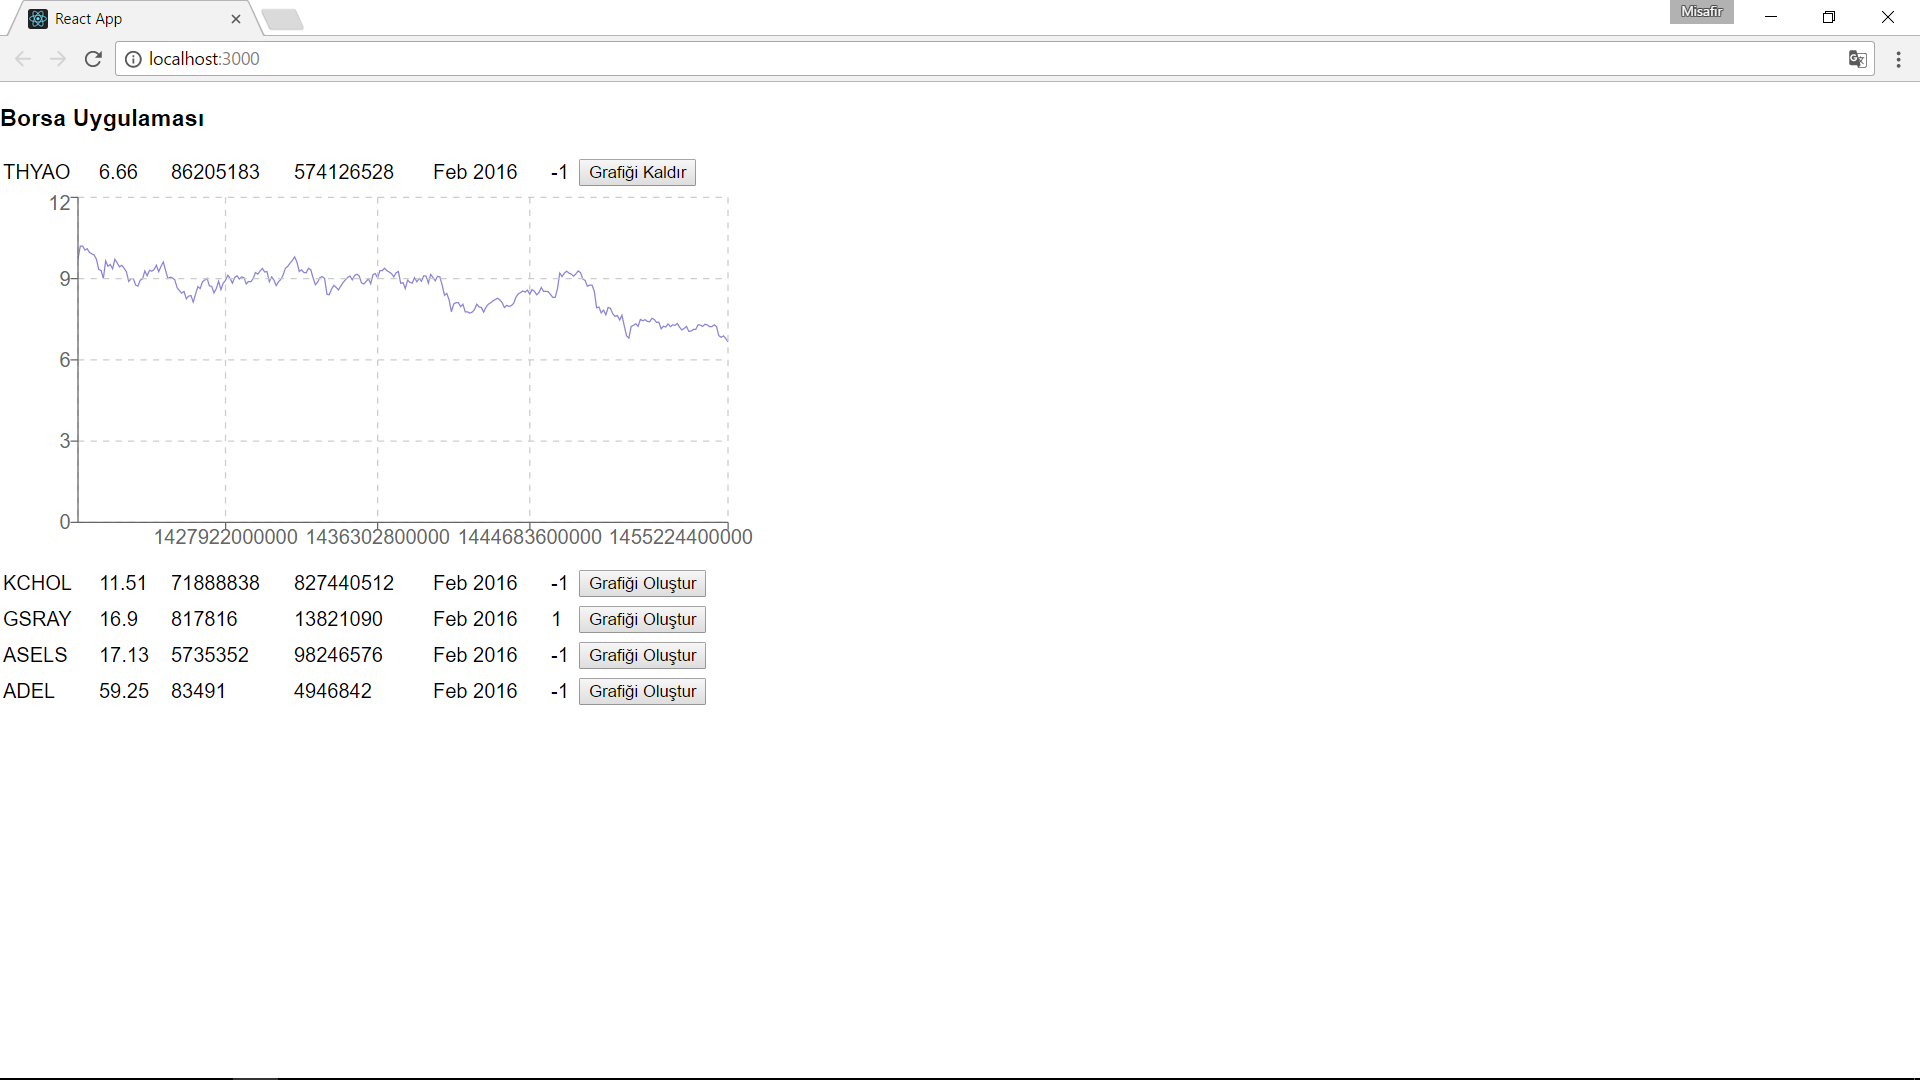 React App
Misafir
localhost:3000
Borsa Uygulaması
THYAO 6.66 86205183 574126528 Feb 2016 -1 Grafiği Kaldır
12
9
6
3
0
1427922000000 1436302800000 1444683600000 1455224400000
KCHOL 11.51 71888838 827440512 Feb 2016 -1 Grafiği Oluştur
GSRAY 16.9 817816 13821090 Feb 2016 1 Grafiği Oluştur
ASELS 17.13 5735352 98246576 Feb 2016 -1 Grafiği Oluştur
ADEL 59.25 83491 4946842 Feb 2016 -1 Grafiği Oluştur